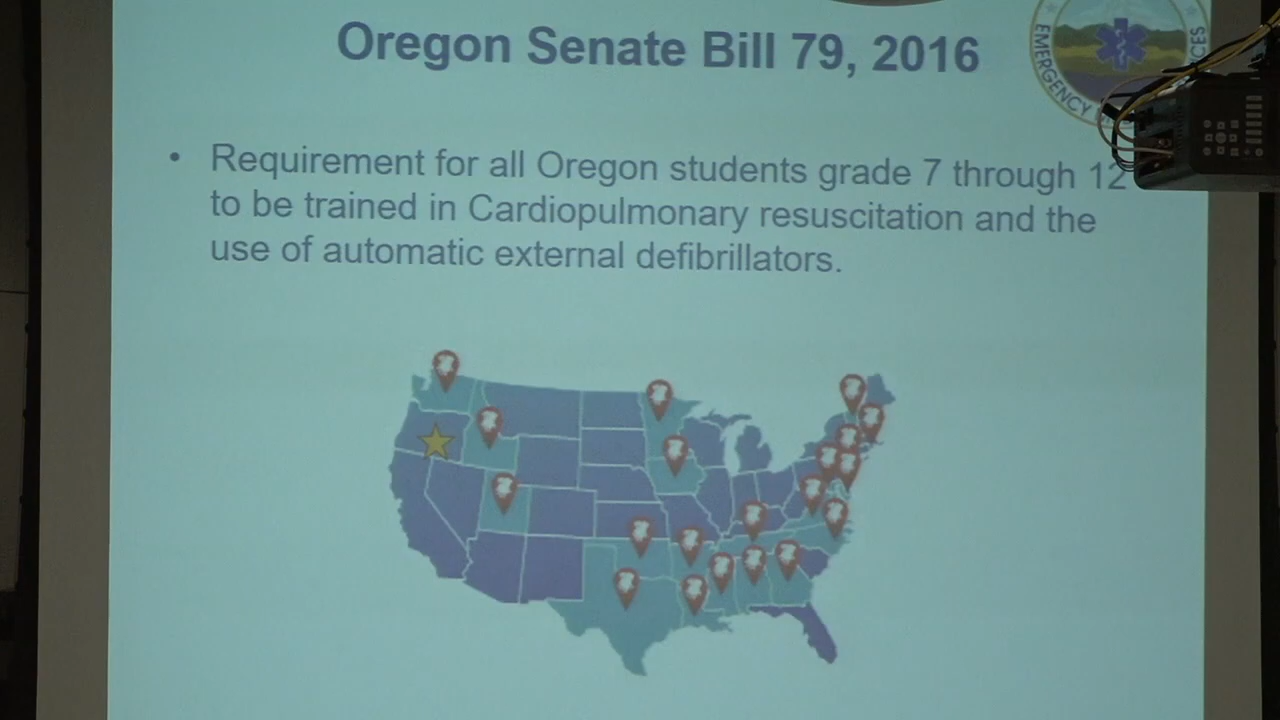 Oregon Senate Bill 79, 2016
EMERGENCY
CES
• Requirement for all Oregon students grade 7 through 12
to be trained in Cardiopulmonary resuscitation and the
use of automatic external defibrillators.